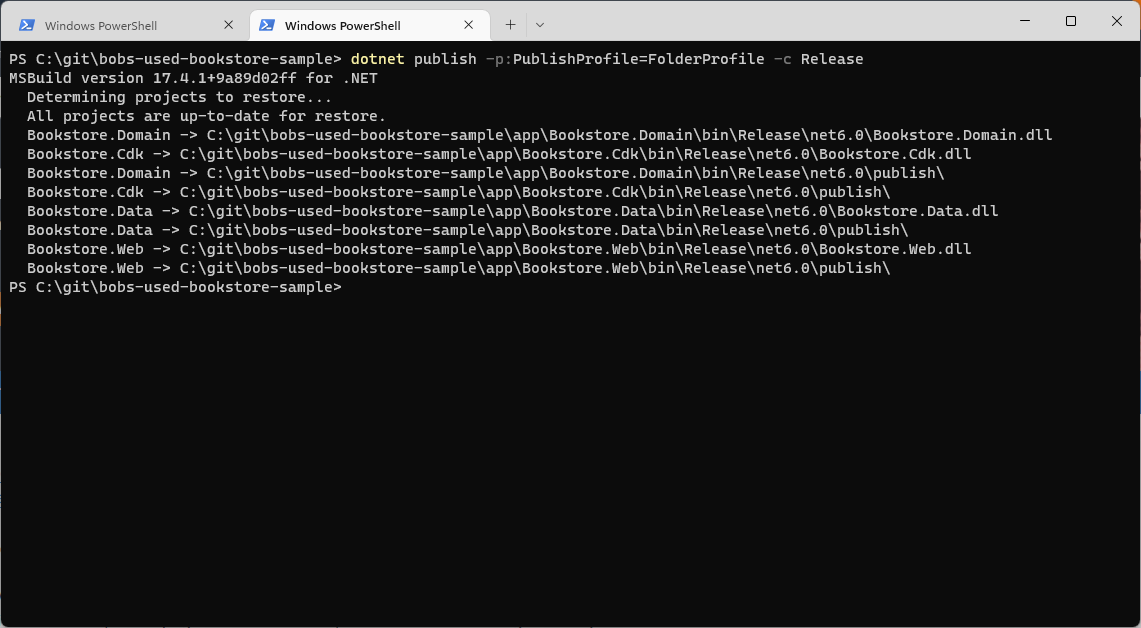 Windows PowerShell
Windows PowerShell
PS C:\git\bobs-used-bookstore-sample> dotnet publish -p:PublishProfile=FolderProfile -c Release
MSBuild version 17.4.1+9a89d02ff for .NET
  Determining projects to restore...
  All projects are up-to-date for restore.
  Bookstore.Domain -> C:\git\bobs-used-bookstore-sample\app\Bookstore.Domain\bin\Release\net6.0\Bookstore.Domain.dll
  Bookstore.Cdk -> C:\git\bobs-used-bookstore-sample\app\Bookstore.Cdk\bin\Release\net6.0\Bookstore.Cdk.dll
  Bookstore.Domain -> C:\git\bobs-used-bookstore-sample\app\Bookstore.Domain\bin\Release\net6.0\publish\
  Bookstore.Cdk -> C:\git\bobs-used-bookstore-sample\app\Bookstore.Cdk\bin\Release\net6.0\publish\
  Bookstore.Data -> C:\git\bobs-used-bookstore-sample\app\Bookstore.Data\bin\Release\net6.0\Bookstore.Data.dll
  Bookstore.Data -> C:\git\bobs-used-bookstore-sample\app\Bookstore.Data\bin\Release\net6.0\publish\
  Bookstore.Web -> C:\git\bobs-used-bookstore-sample\app\Bookstore.Web\bin\Release\net6.0\Bookstore.Web.dll
  Bookstore.Web -> C:\git\bobs-used-bookstore-sample\app\Bookstore.Web\bin\Release\net6.0\publish\
PS C:\git\bobs-used-bookstore-sample>